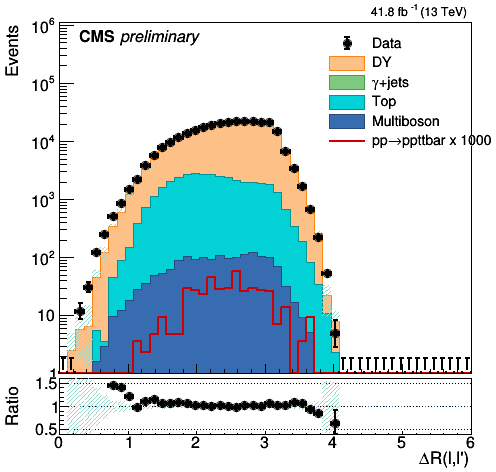 41.8 fb⁻¹ (13 TeV)
CMS preliminary
Events
10⁶
10⁵
10⁴
10³
10²
10
1
Data
DY
γ+jets
Top
Multiboson
pp→ppttbar x 1000
Ratio
1.5
1
0.5
0 1 2 3 4 5 6
ΔR(l,l')